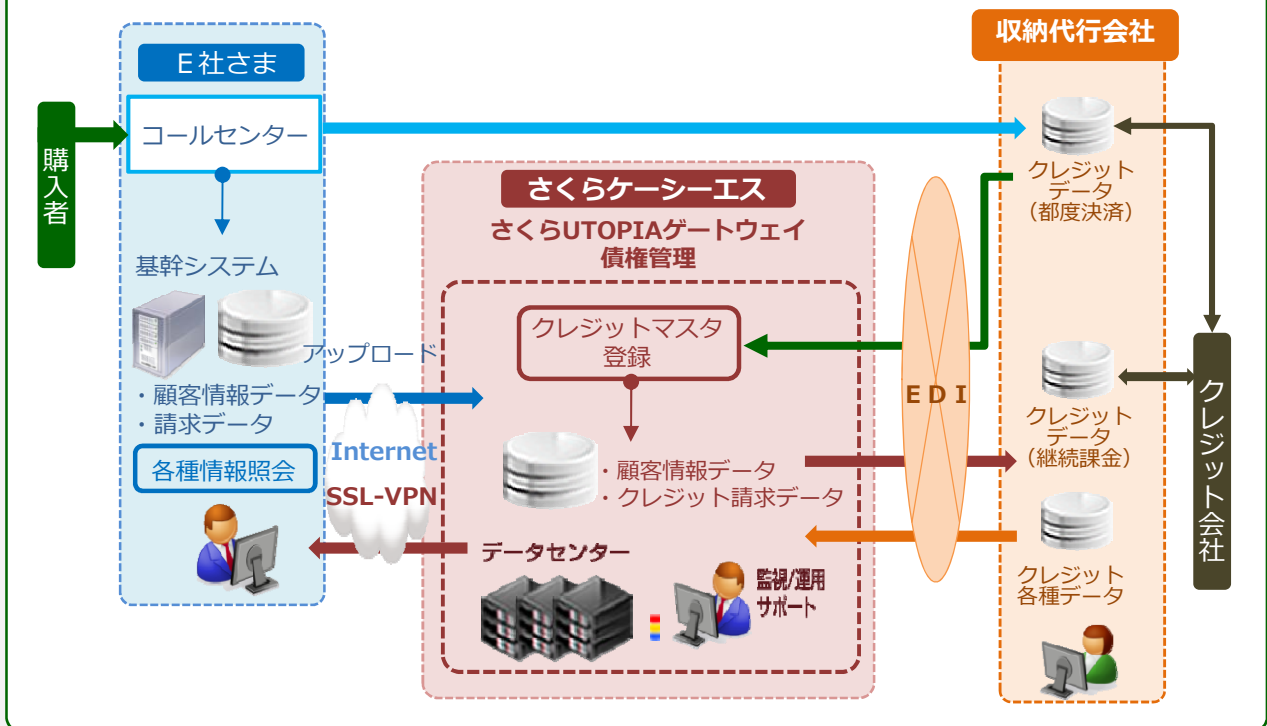 収納代行会社
Ｅ社さま
購入者
コールセンター
基幹システム
アップロード
・顧客情報データ
・請求データ
各種情報照会
Internet
SSL-VPN
さくらケーシーエス
さくらUTOPIAゲートウェイ
債権管理
クレジットマスタ
登録
・顧客情報データ
・クレジット請求データ
データセンター
監視/運用
サポート
ＥＤＩ
クレジット
データ
（都度決済）
クレジット
データ
（継続課金）
クレジット
各種データ
クレジット会社